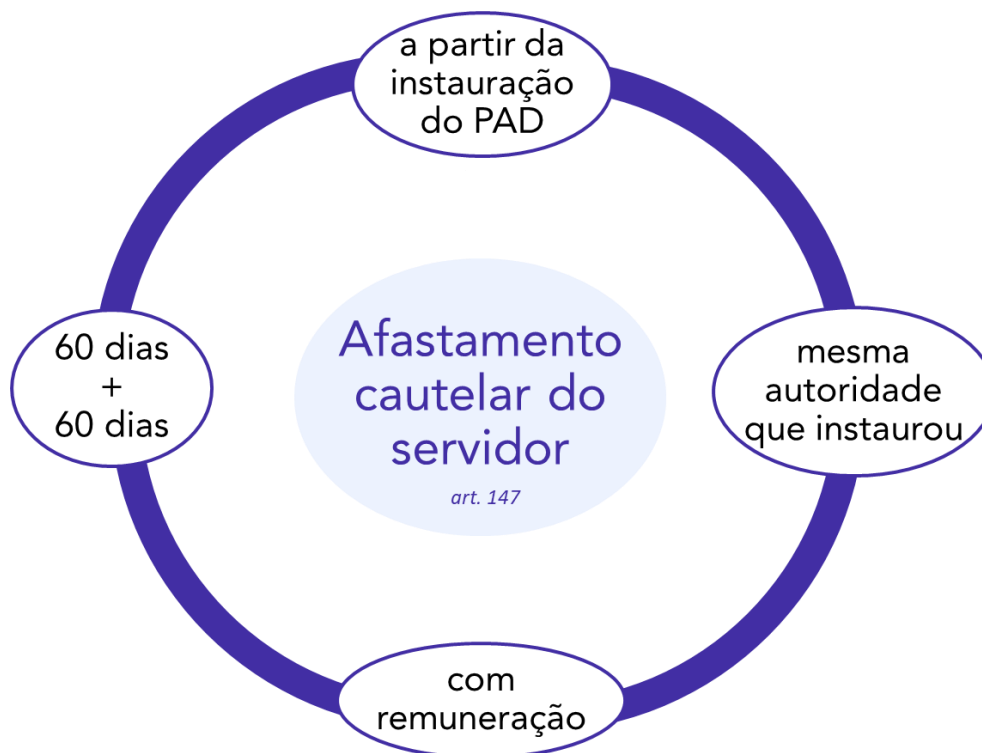 a partir da
instauração
do PAD
60 dias
+
60 dias
Afastamento
cautelar do
servidor
art. 147
mesma
autoridade
que instaurou
com
remuneração